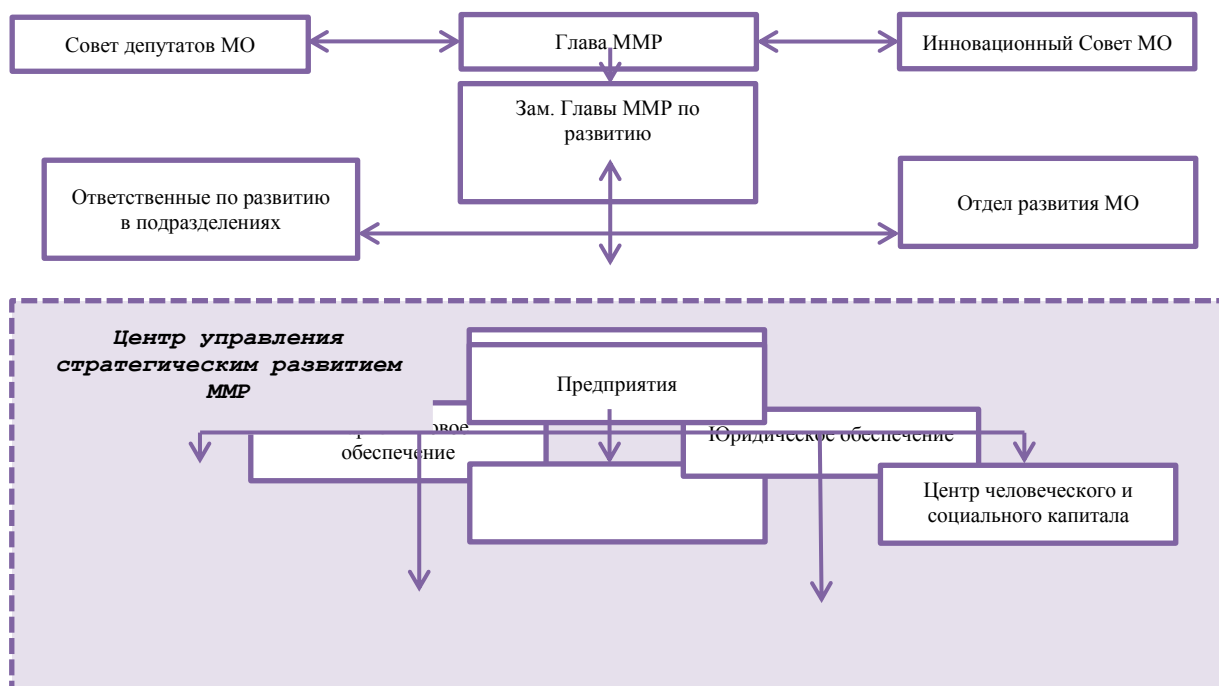 Совет депутатов МО
Глава ММР
Инновационный Совет МО
Зам. Главы ММР по
развитию
Ответственные по развитию
в подразделениях
Отдел развития МО
Центр управления
стратегическим развитием
ММР
Предприятия
обеспечение
Юридическое обеспечение
Центр человеческого и
социального капитала